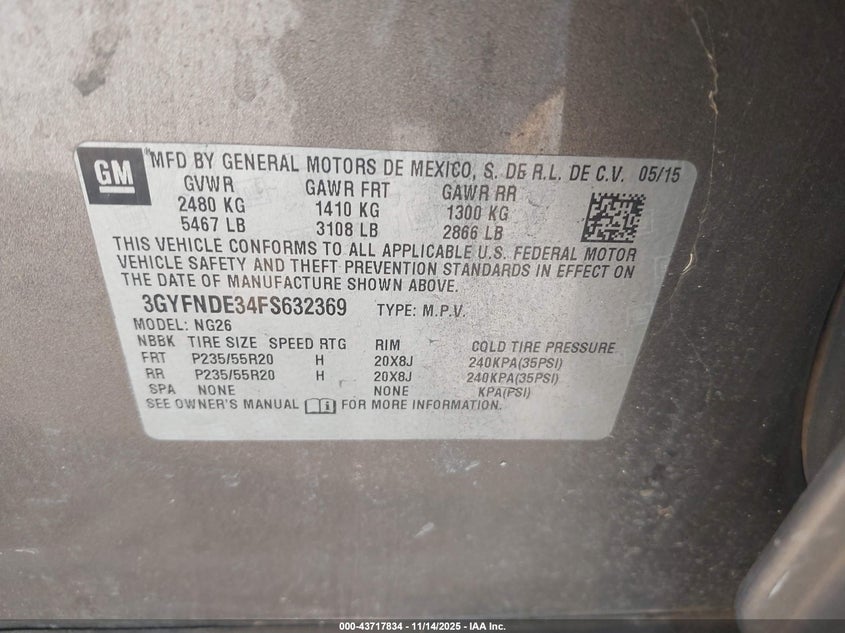 GM MFD BY GENERAL MOTORS DE MEXICO, S. DE R.L. DE C.V. 05/15
GVWR GAWR FRT GAWR RR
2480 KG 1410 KG 1300 KG
5467 LB 3108 LB 2866 LB
THIS VEHICLE CONFORMS TO ALL APPLICABLE U.S. FEDERAL MOTOR
VEHICLE SAFETY AND THEFT PREVENTION STANDARDS IN EFFECT ON
THE DATE OF MANUFACTURE SHOWN ABOVE.
3GYFNDE34FS632369 TYPE: M.P.V.
MODEL: NG26
NBBK TIRE SIZE SPEED RTG RIM COLD TIRE PRESSURE
FRT P235/55R20 H 20X8J 240KPA(35PSI)
RR P235/55R20 H 20X8J 240KPA(35PSI)
SPA NONE NONE KPA(PSI)
SEE OWNER'S MANUAL FOR MORE INFORMATION.
000-43717834 - 11/14/2025 - IAA Inc.